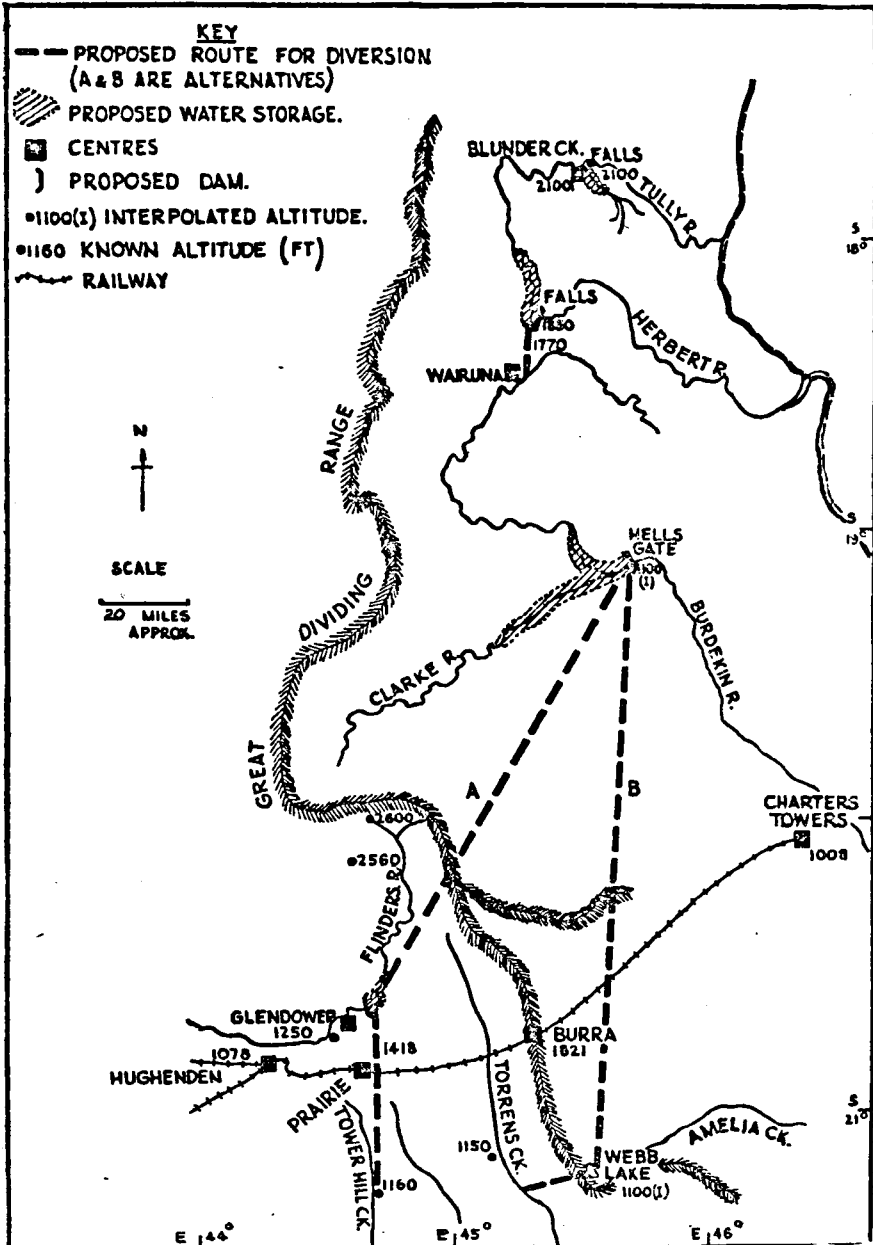 KEY
PROPOSED ROUTE FOR DIVERSION
(A & B ARE ALTERNATIVES)
PROPOSED WATER STORAGE.
CENTRES
PROPOSED DAM.
1100(I) INTERPOLATED ALTITUDE.
1160 KNOWN ALTITUDE (FT)
RAILWAY
BLUNDER CK.
FALLS
2100
2100
TULLY R.
S
18°
FALLS
1850
1770
HERBERT R.
WAIRUNA
RANGE
N
S
19°
HELLS
GATE
1100
(I)
SCALE
20 MILES
APPROX.
DIVIDING
BURDEKIN R.
CLARKE R.
GREAT
A
B
CHARTERS
TOWERS
1008
2600
2560
FLINDERS R.
GLENDOWER
1250
1418
BURRA
1821
1078
HUGHENDEN
PRAIRIE
TORRENS CK.
S
21°
AMELIA CK.
TOWER HILL CK.
1150
WEBB
LAKE
1160
1100(I)
E 144°
E 145°
E 146°